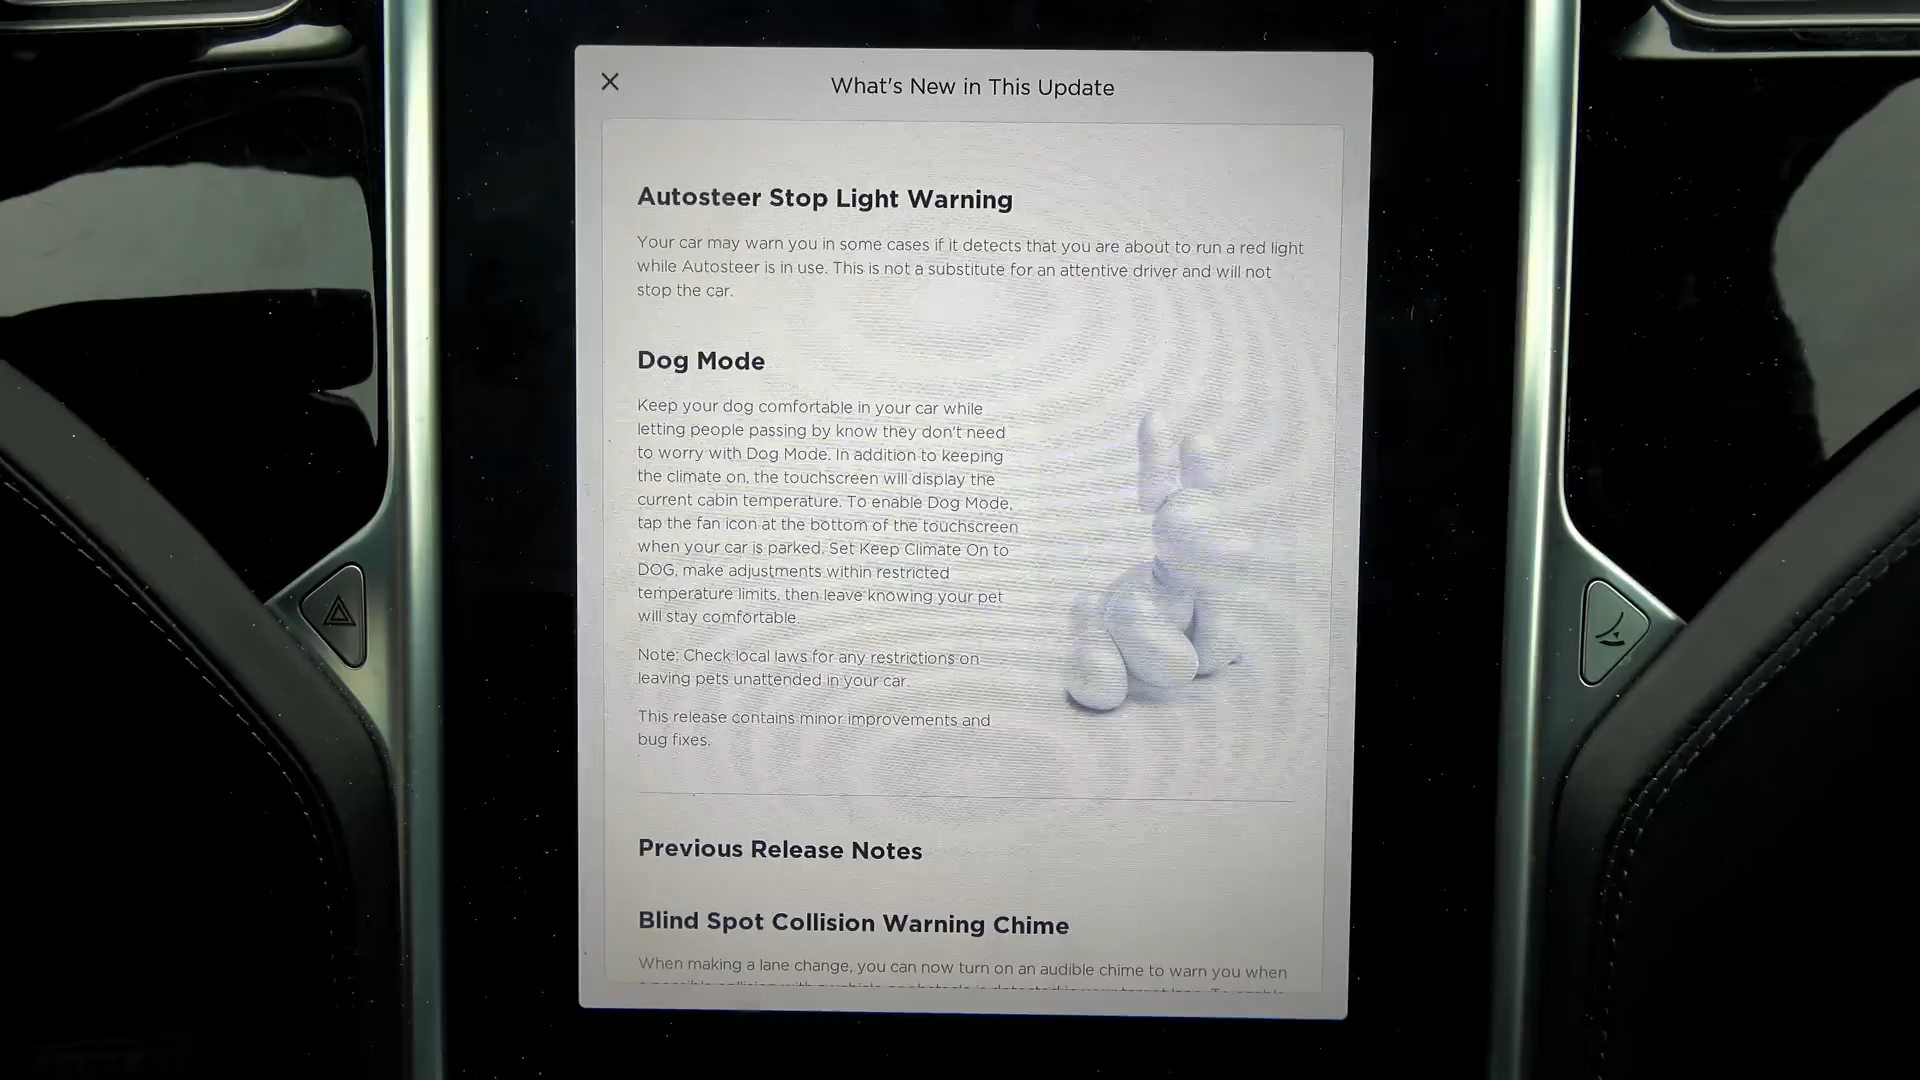 What's New in This Update
Autosteer Stop Light Warning
Your car may warn you in some cases if it detects that you are about to run a red light
while Autosteer is in use. This is not a substitute for an attentive driver and will not
stop the car.
Dog Mode
Keep your dog comfortable in your car while
letting people passing by know they don't need
to worry with Dog Mode. In addition to keeping
the climate on, the touchscreen will display the
current cabin temperature. To enable Dog Mode,
tap the fan icon at the bottom of the touchscreen
when your car is parked. Set Keep Climate On to
DOG, make adjustments within restricted
temperature limits, then leave knowing your pet
will stay comfortable.
Note: Check local laws for any restrictions on
leaving pets unattended in your car.
This release contains minor improvements and
bug fixes.
Previous Release Notes
Blind Spot Collision Warning Chime
When making a lane change, you can now turn on an audible chime to warn you when